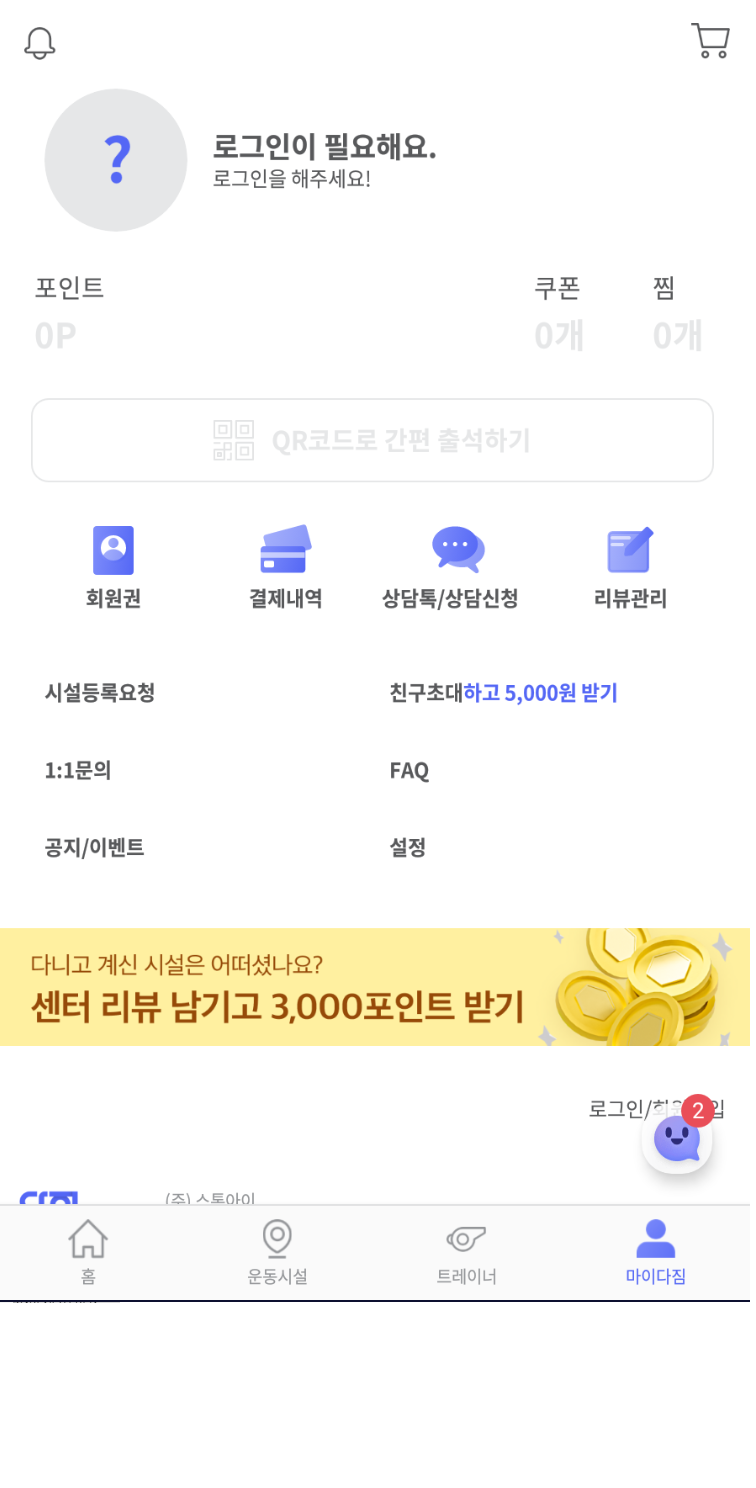 ?
로그인이 필요해요.
로그인을 해주세요!
포인트 쿠폰 찜
0P 0개 0개
QR코드로 간편 출석하기
회원권 결제내역 상담톡/상담신청 리뷰관리
시설등록요청 친구초대하고 5,000원 받기
1:1문의 FAQ
공지/이벤트 설정
다니고 계신 시설은 어떠셨나요?
센터 리뷰 남기고 3,000포인트 받기
2
로그인/회원
(주) 스톤아이
홈 운동시설 트레이너 마이다짐